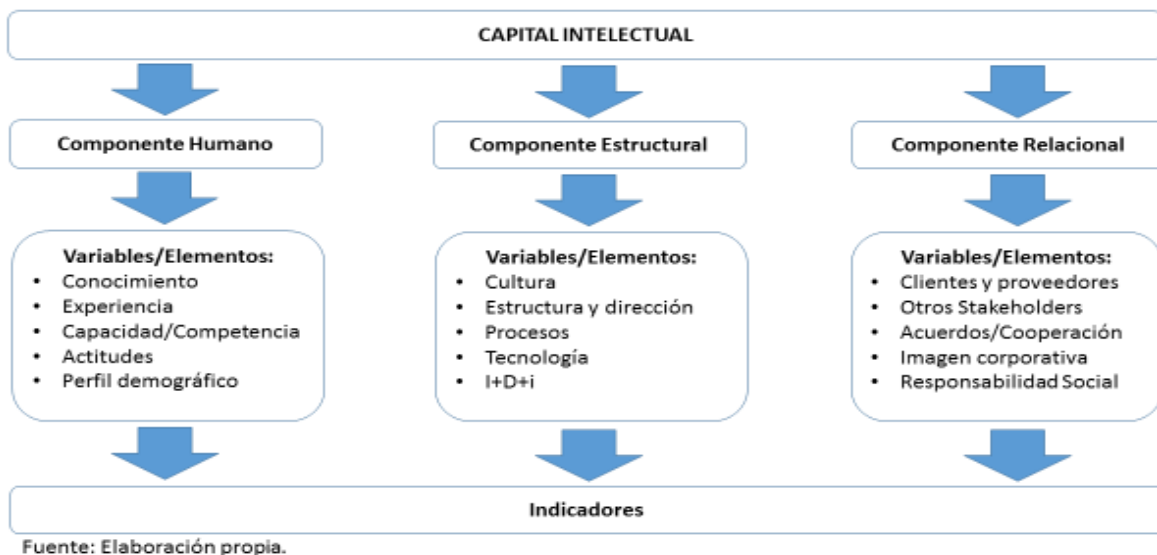 CAPITAL INTELECTUAL
Componente Humano
Componente Estructural
Componente Relacional
Variables/Elementos:
• Conocimiento
• Experiencia
• Capacidad/Competencia
• Actitudes
• Perfil demográfico
Variables/Elementos:
• Cultura
• Estructura y dirección
• Procesos
• Tecnología
• I+D+i
Variables/Elementos:
• Clientes y proveedores
• Otros Stakeholders
• Acuerdos/Cooperación
• Imagen corporativa
• Responsabilidad Social
Indicadores
Fuente: Elaboración propia.